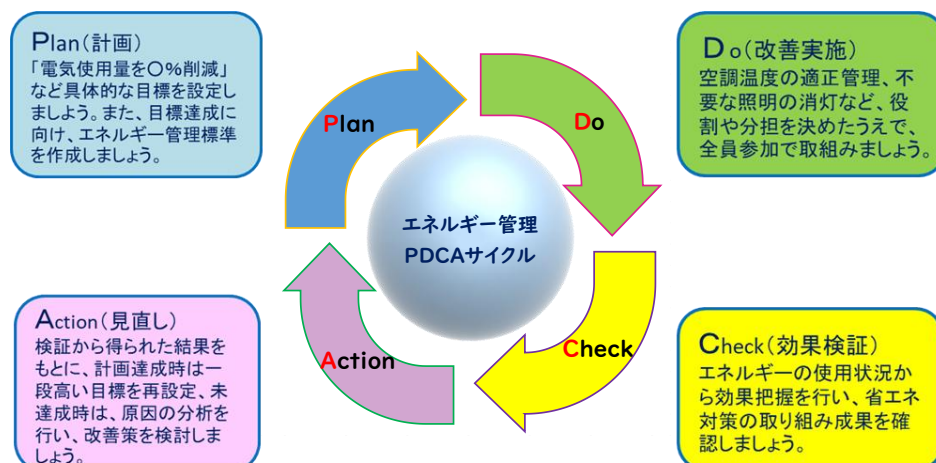 Plan(計画)
「電気使用量を〇%削減」
など具体的な目標を設定し
ましょう。また、目標達成に
向け、エネルギー管理標準
を作成しましょう。
Do(改善実施)
空調温度の適正管理、不
要な照明の消灯など、役
割や分担を決めたうえで、
全員参加で取組みましょう。
Plan
Do
エネルギー管理
PDCAサイクル
Action
Check
Action(見直し)
検証から得られた結果を
もとに、計画達成時は一
段高い目標を再設定、未
達成時は、原因の分析を
行い、改善策を検討しま
しょう。
Check(効果検証)
エネルギーの使用状況か
ら効果把握を行い、省エネ
対策の取り組み成果を確
認しましょう。